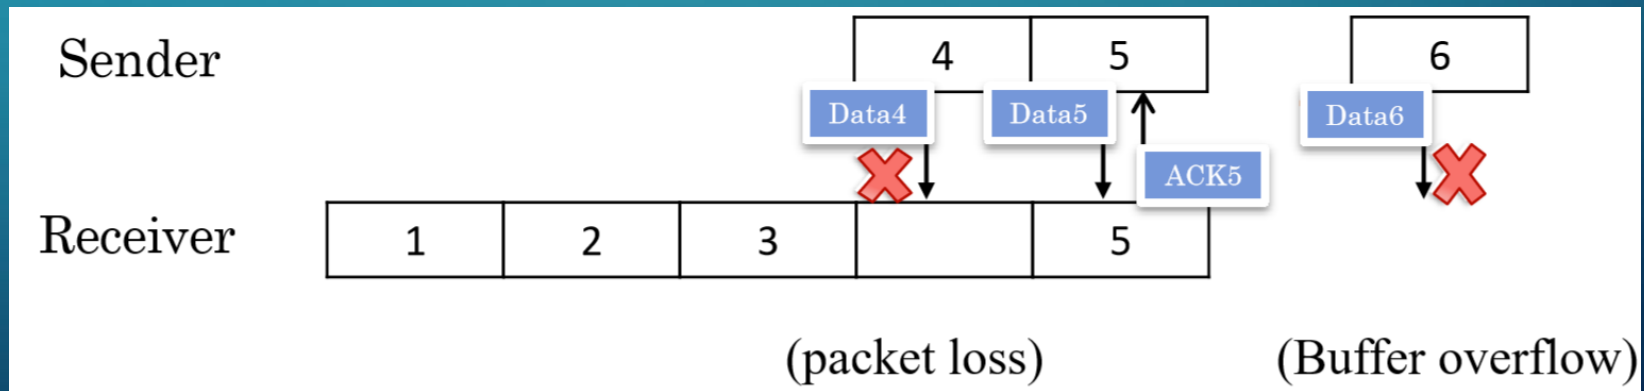 Sender
4
5
6
Data4
Data5
Data6
ACK5
Receiver
1
2
3
5
(packet loss)
(Buffer overflow)